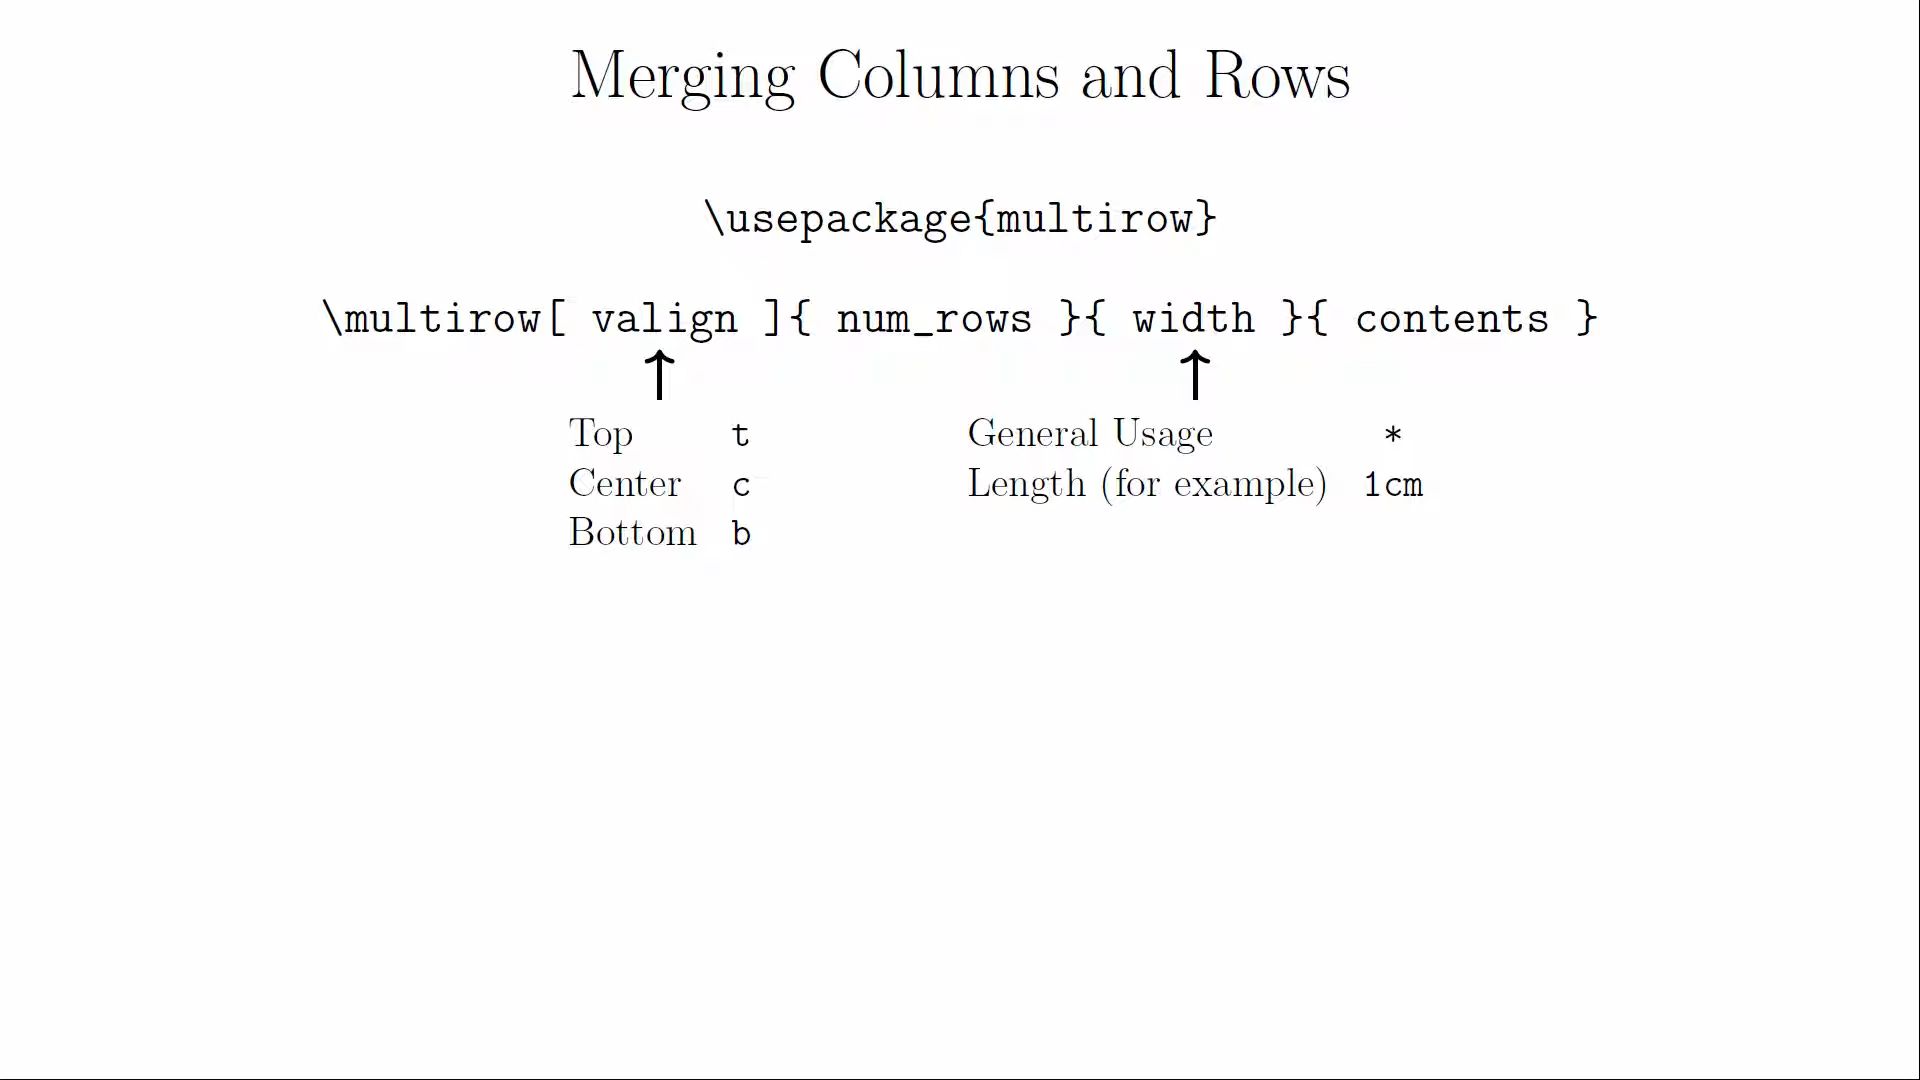 Merging Columns and Rows
\usepackage{multirow}
\multirow[ valign ]{ num_rows }{ width }{ contents }
Top t
Center c
Bottom b
General Usage *
Length (for example) 1cm